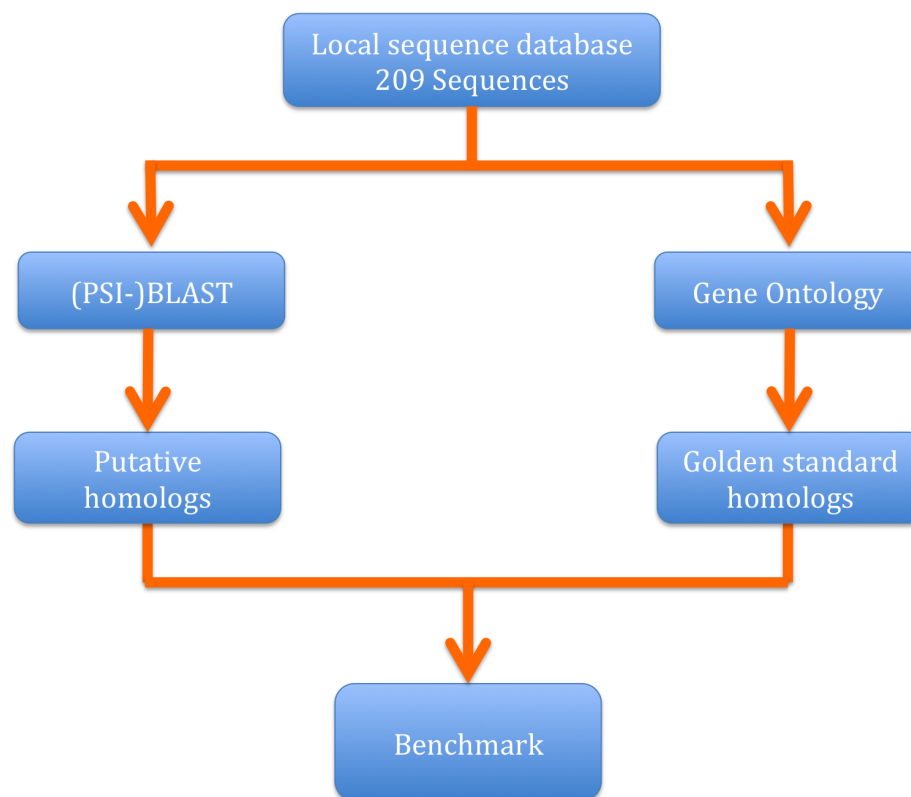 Local sequence database
209 Sequences
(PSI-)BLAST
Gene Ontology
Putative
homologs
Golden standard
homologs
Benchmark